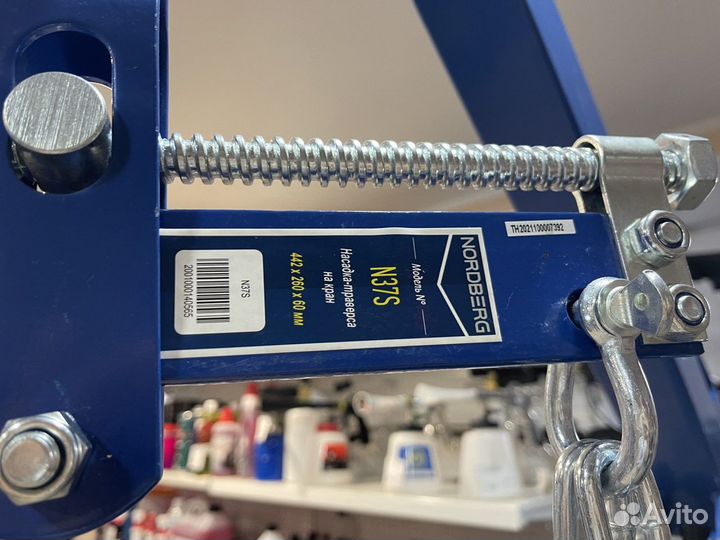 NORDBERG
Модель №
N37S
Насадка-траверса
на кран
442 x 260 x 60 мм
N37S
2001000140565
TH2021100007392
Avito